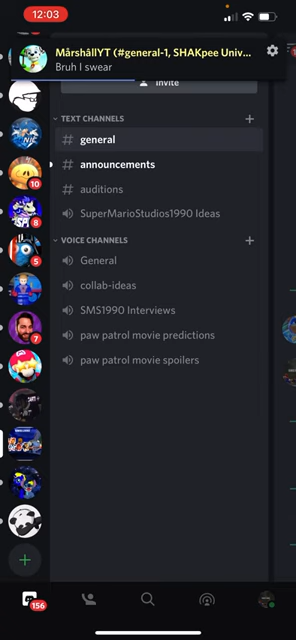 12:03
MårshållYT (#general-1, SHAKpee Univ...
Bruh I swear
Invite
TEXT CHANNELS
general
announcements
auditions
SuperMarioStudios1990 Ideas
VOICE CHANNELS
General
collab-ideas
SMS1990 Interviews
paw patrol movie predictions
paw patrol movie spoilers
NIC
10
8
5
7
156